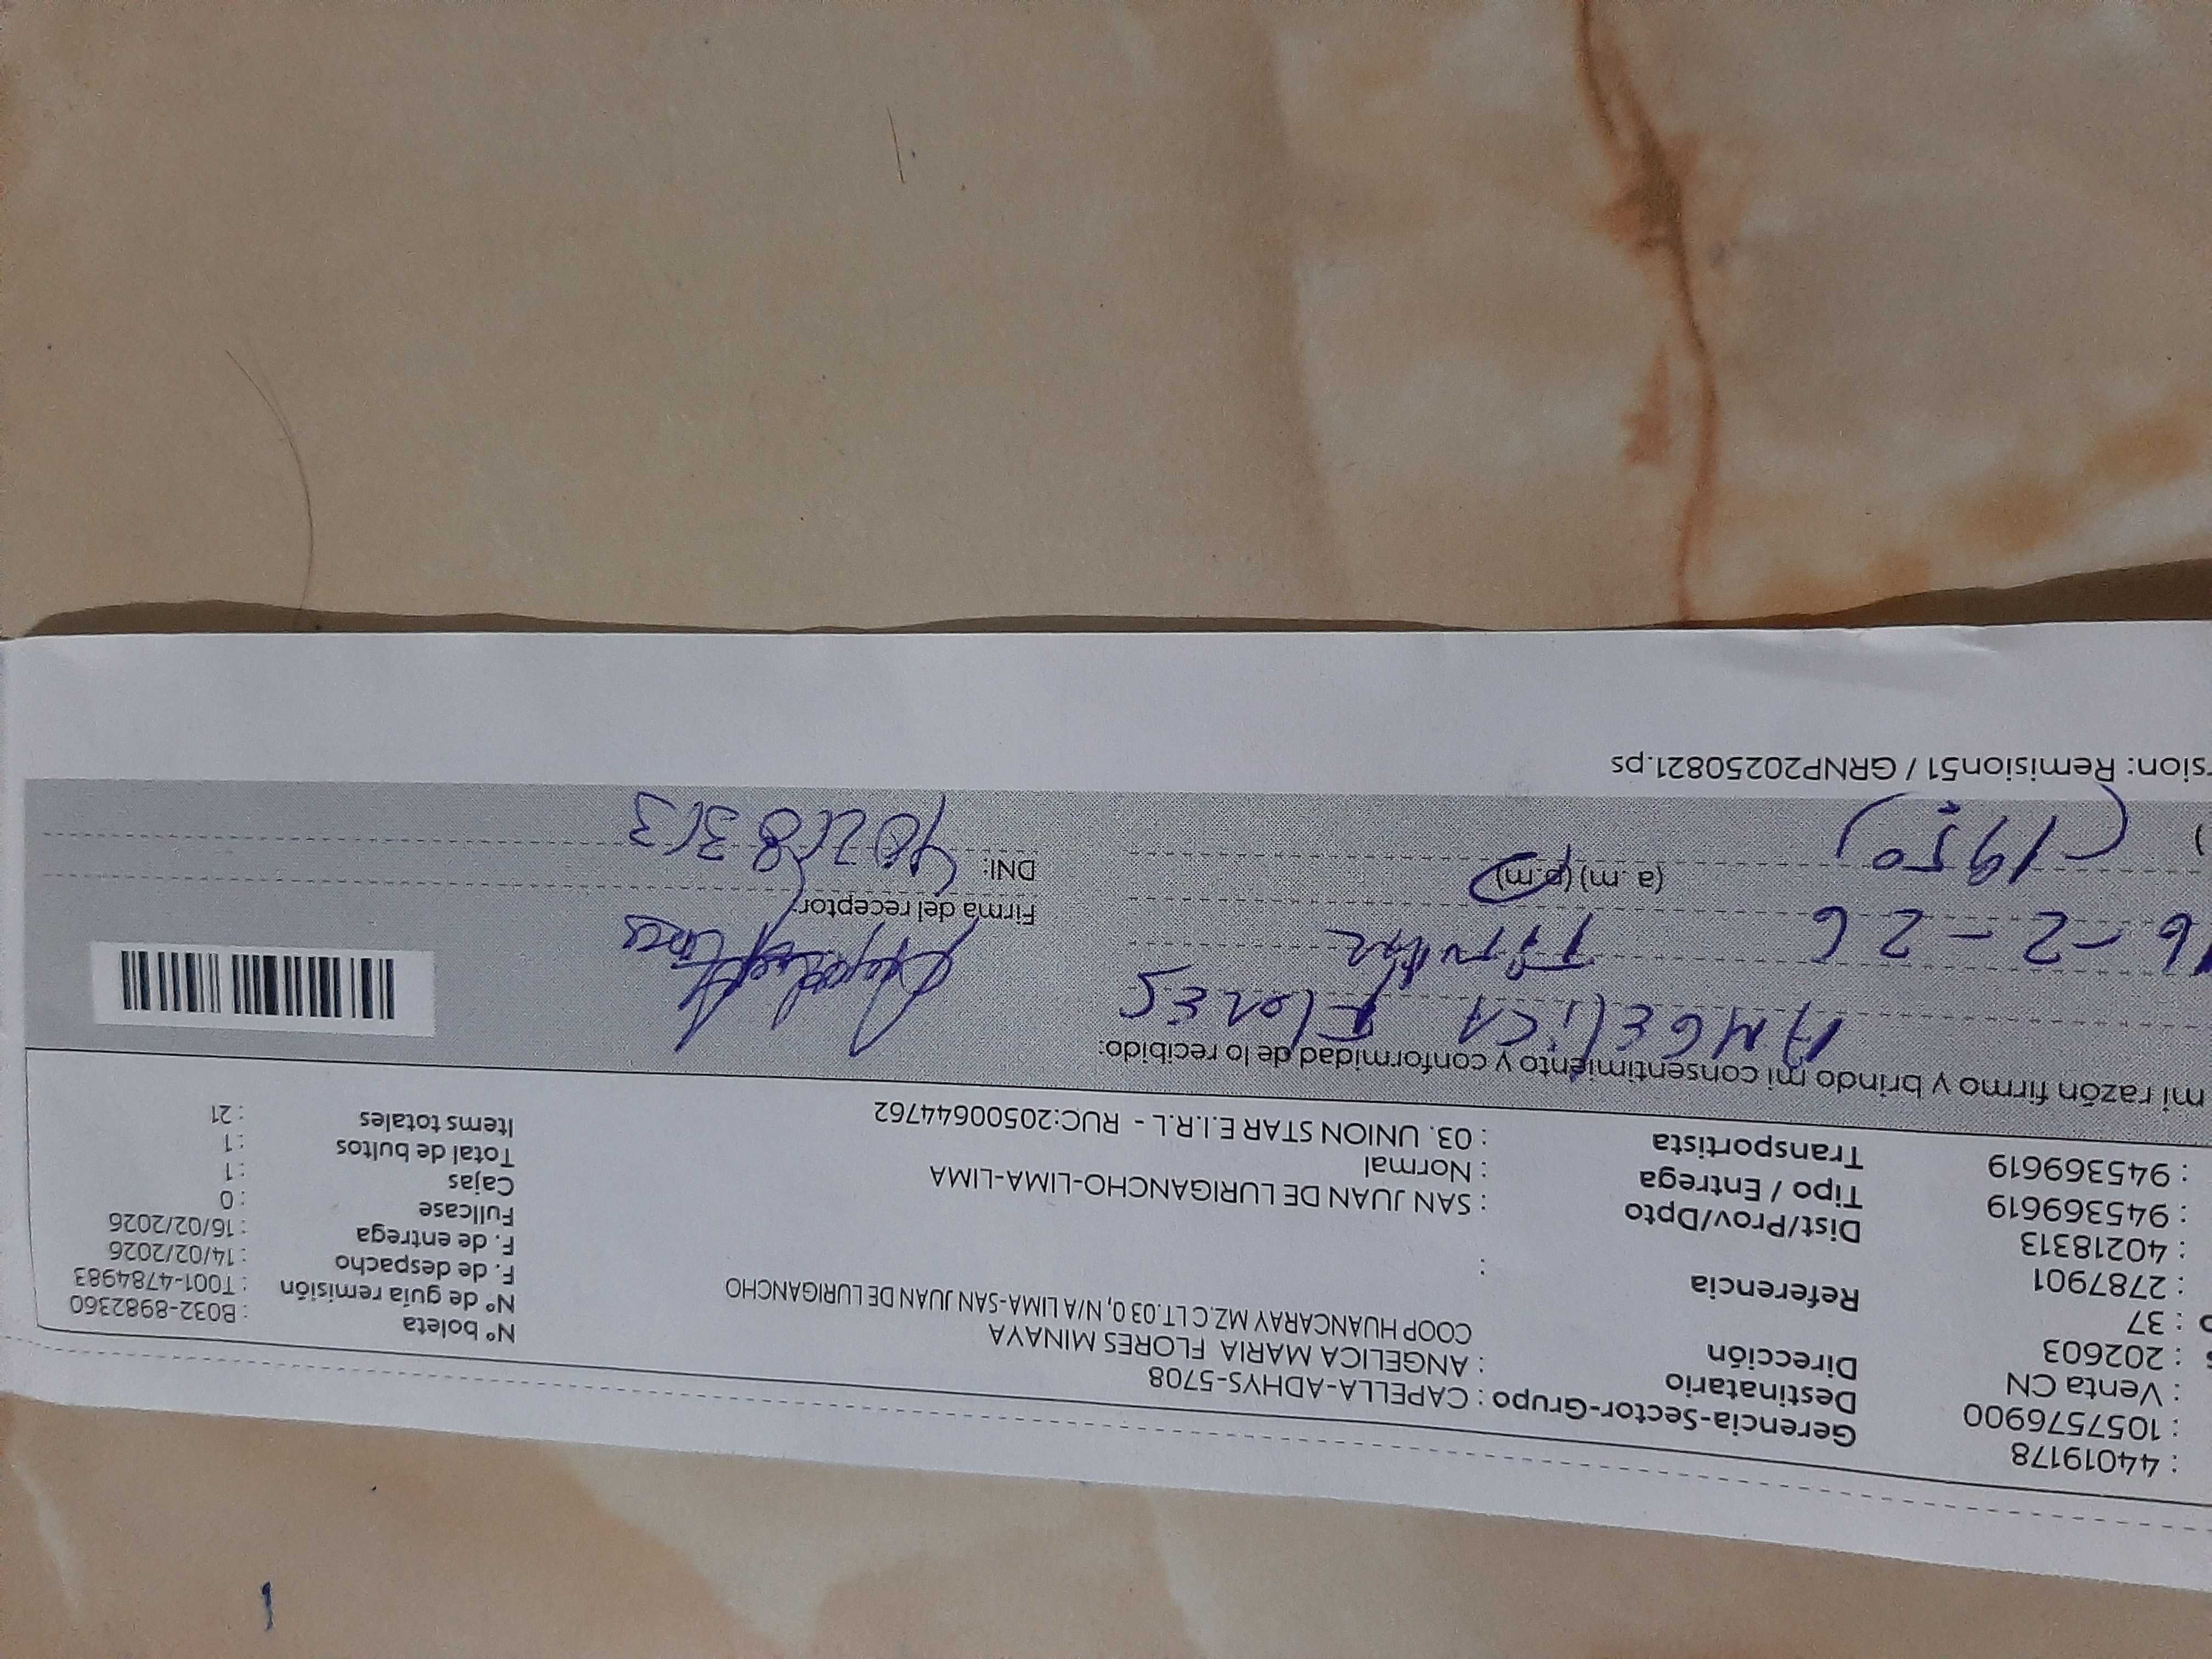 : 44019178
: 105757690
: Venta CN
: 202603
: 37
: 2787901
: 40218313
: 945369619
: 945369619
Gerencia-Sector-Grupo : CAPELLA-ADHYS-5708
Destinatario : ANGELICA MARIA FLORES MINAYA
Dirección COOP HUANCARAY MZ.C LT.03 0, N/A LIMA-SAN JUAN DE LURIGANCHO
Referencia :
Dist/Prov/Dpto : SAN JUAN DE LURIGANCHO-LIMA-LIMA
Tipo / Entrega : Normal
Transportista : 03. UNION STAR E.I.R.L - RUC:20500644762
Nº boleta : B032-8982360
Nº de guía remisión : T001-4784983
F. de despacho : 14/02/2026
F. de entrega : 16/02/2026
Fullcase : 0
Cajas : 1
Total de bultos : 1
Items totales : 21
mi razón firmo y brindo mi consentimiento y conformidad de lo recibido:
ANGElicA FloRES
16-2-26 Titular
(19 50) (a. m) (p.m)
Firma del receptor:
DNI: 40218313
rsion: Remision51 / GRNP20250821.ps